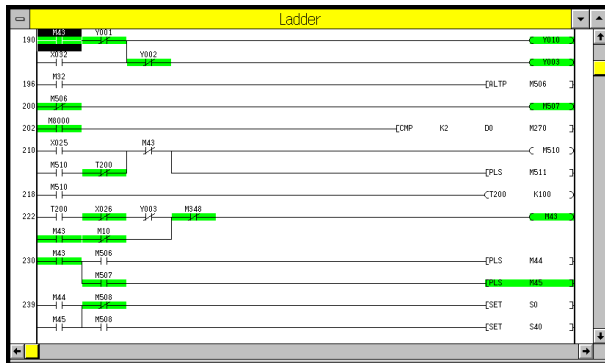 Ladder
M43 Y001
190 Y010
X032 Y002
Y003
M32
196 ALTP M506
M506
200 M507
M8000
202 CMP K2 D0 M270
X025 M43
210 M510
M510 T200
PLS M511
M510
218 T200 K100
T200 X026 Y003 M348
222 M43
M43 M10
M43 M506
230 PLS M44
M507
PLS M45
M44 M508
239 SET S0
M45 M508
SET S40